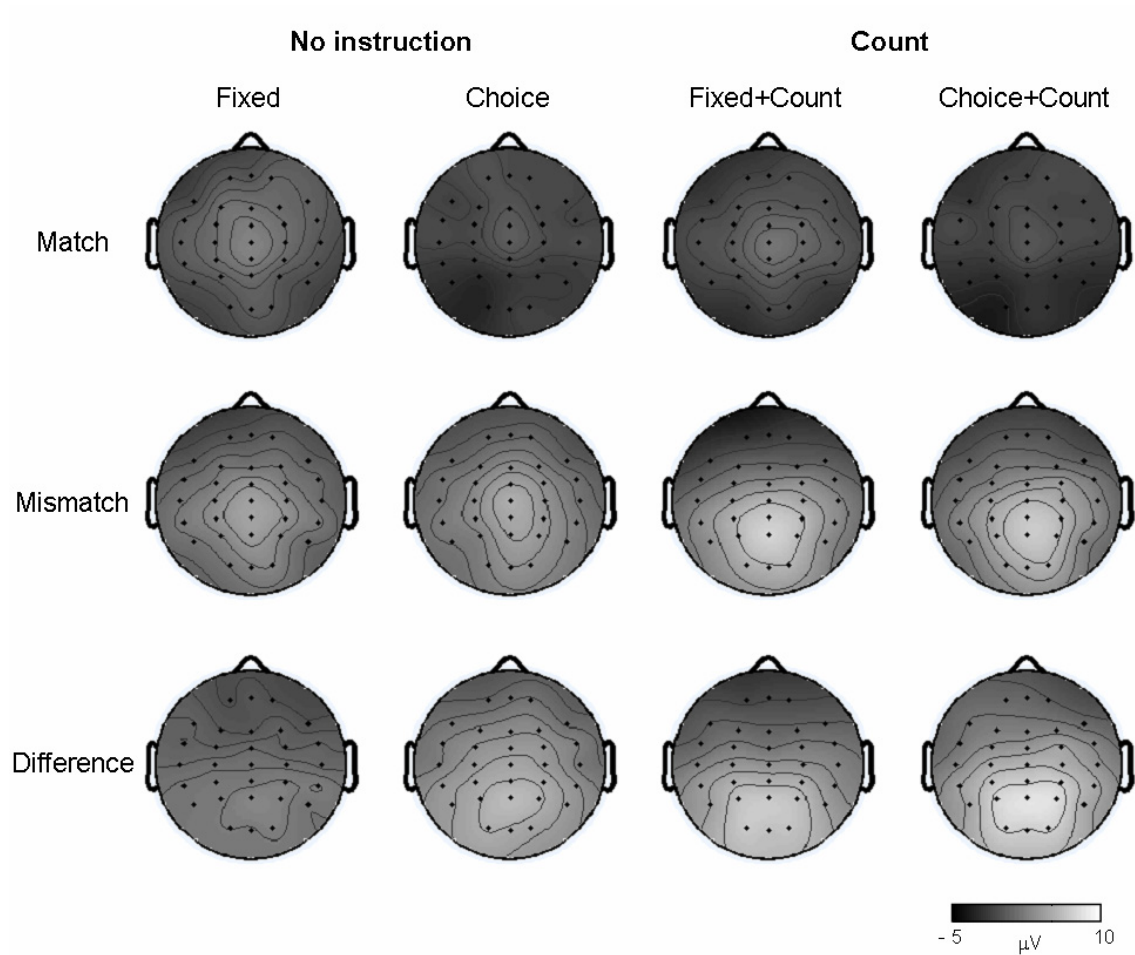 No instruction Count
Fixed Choice Fixed+Count Choice+Count
Match
Mismatch
Difference
- 5 10
μV